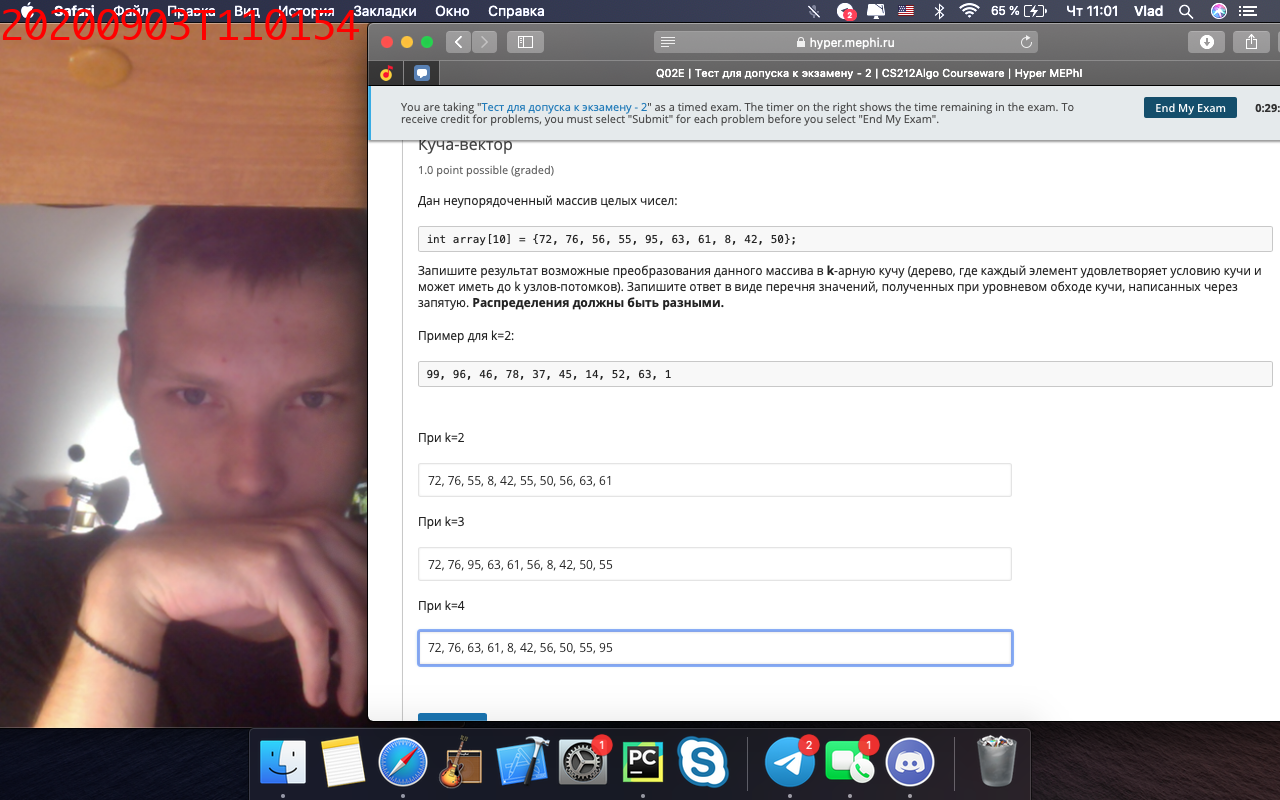 Safari Файл Правка Вид История Закладки Окно Справка 2 65 % Чт 11:01 Vlad
20200903T110154
hyper.mephi.ru
Q02E | Тест для допуска к экзамену - 2 | CS212Algo Courseware | Hyper MEPhI
You are taking "Тест для допуска к экзамену - 2" as a timed exam. The timer on the right shows the time remaining in the exam. To
receive credit for problems, you must select "Submit" for each problem before you select "End My Exam".
End My Exam
0:29:
Куча-вектор
1.0 point possible (graded)
Дан неупорядоченный массив целых чисел:
int array[10] = {72, 76, 56, 55, 95, 63, 61, 8, 42, 50};
Запишите результат возможные преобразования данного массива в k-арную кучу (дерево, где каждый элемент удовлетворяет условию кучи и
может иметь до k узлов-потомков). Запишите ответ в виде перечня значений, полученных при уровневом обходе кучи, написанных через
запятую. Распределения должны быть разными.
Пример для k=2:
99, 96, 46, 78, 37, 45, 14, 52, 63, 1
При k=2
72, 76, 55, 8, 42, 55, 50, 56, 63, 61
При k=3
72, 76, 95, 63, 61, 56, 8, 42, 50, 55
При k=4
72, 76, 63, 61, 8, 42, 56, 50, 55, 95
1
PC
2
1